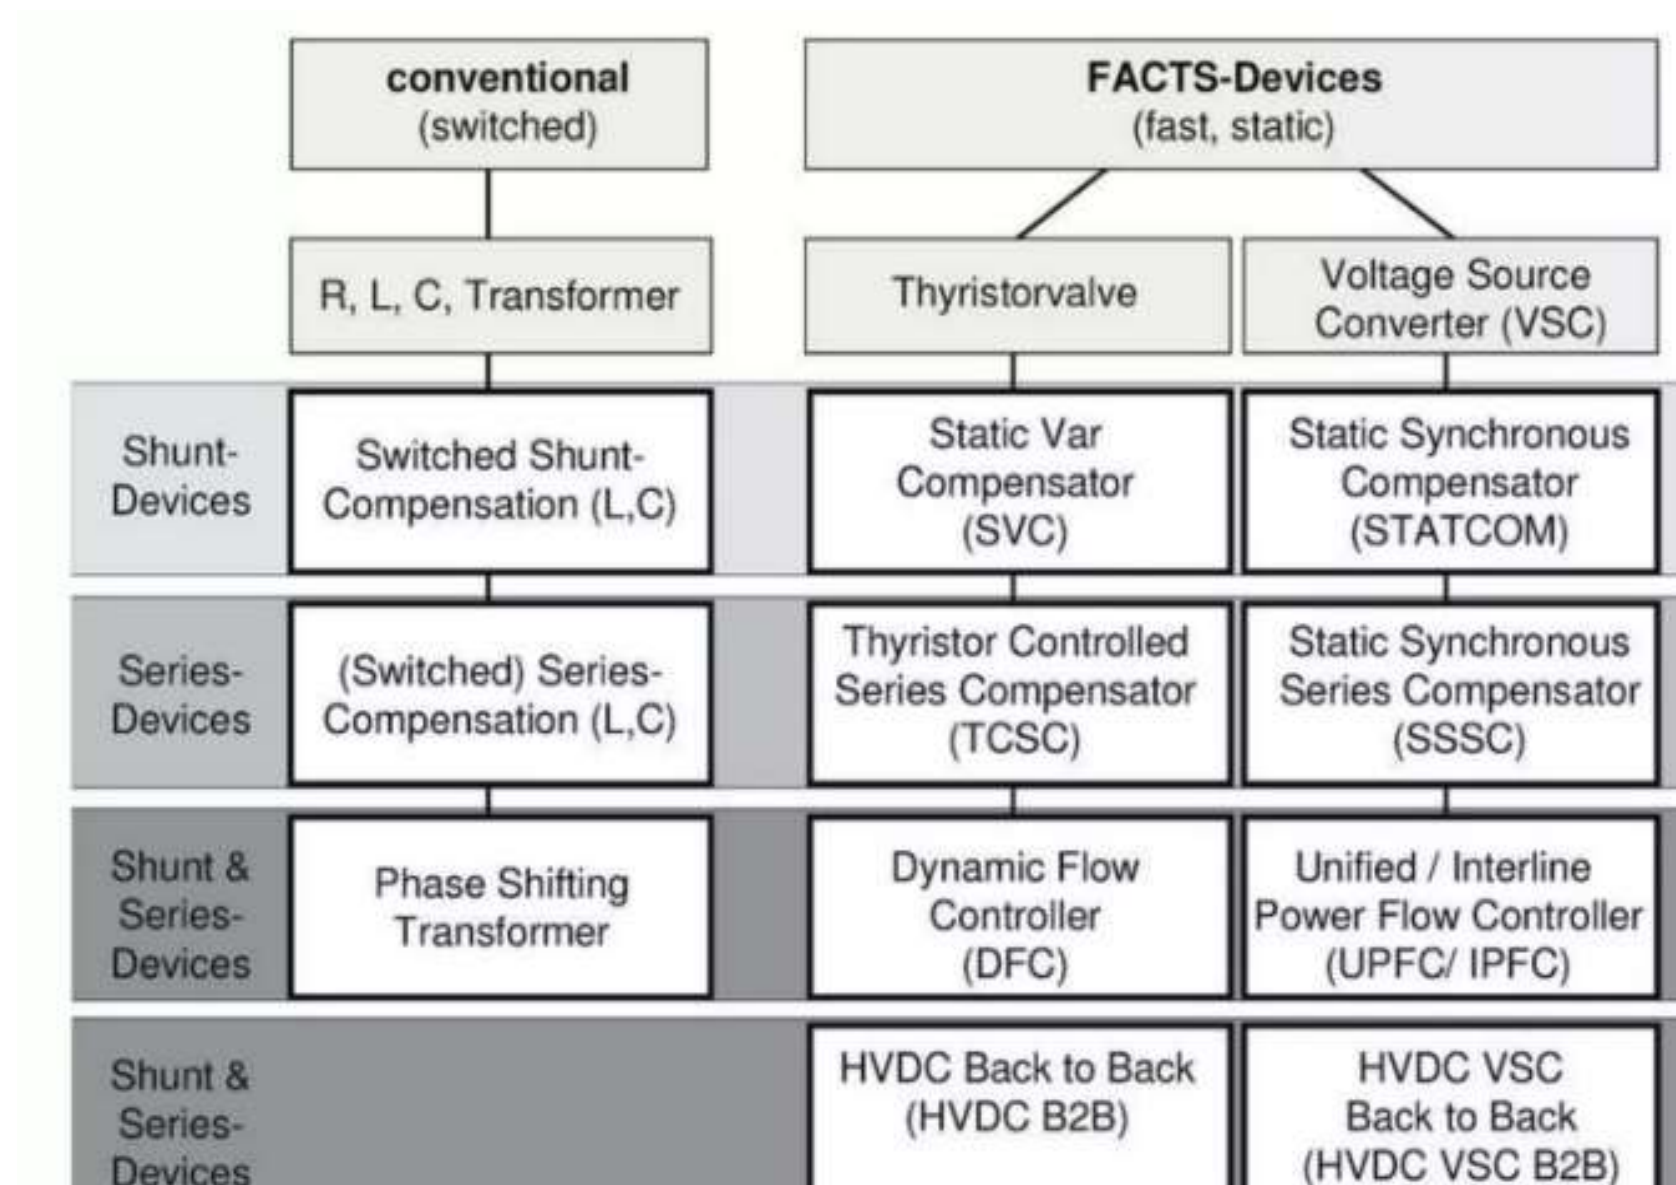 conventional
(switched)
FACTS-Devices
(fast, static)
R, L, C, Transformer
Thyristorvalve
Voltage Source
Converter (VSC)
Shunt-
Devices
Switched Shunt-
Compensation (L,C)
Static Var
Compensator
(SVC)
Static Synchronous
Compensator
(STATCOM)
Series-
Devices
(Switched) Series-
Compensation (L,C)
Thyristor Controlled
Series Compensator
(TCSC)
Static Synchronous
Series Compensator
(SSSC)
Shunt &
Series-
Devices
Phase Shifting
Transformer
Dynamic Flow
Controller
(DFC)
Unified / Interline
Power Flow Controller
(UPFC/ IPFC)
Shunt &
Series-
Devices
HVDC Back to Back
(HVDC B2B)
HVDC VSC
Back to Back
(HVDC VSC B2B)